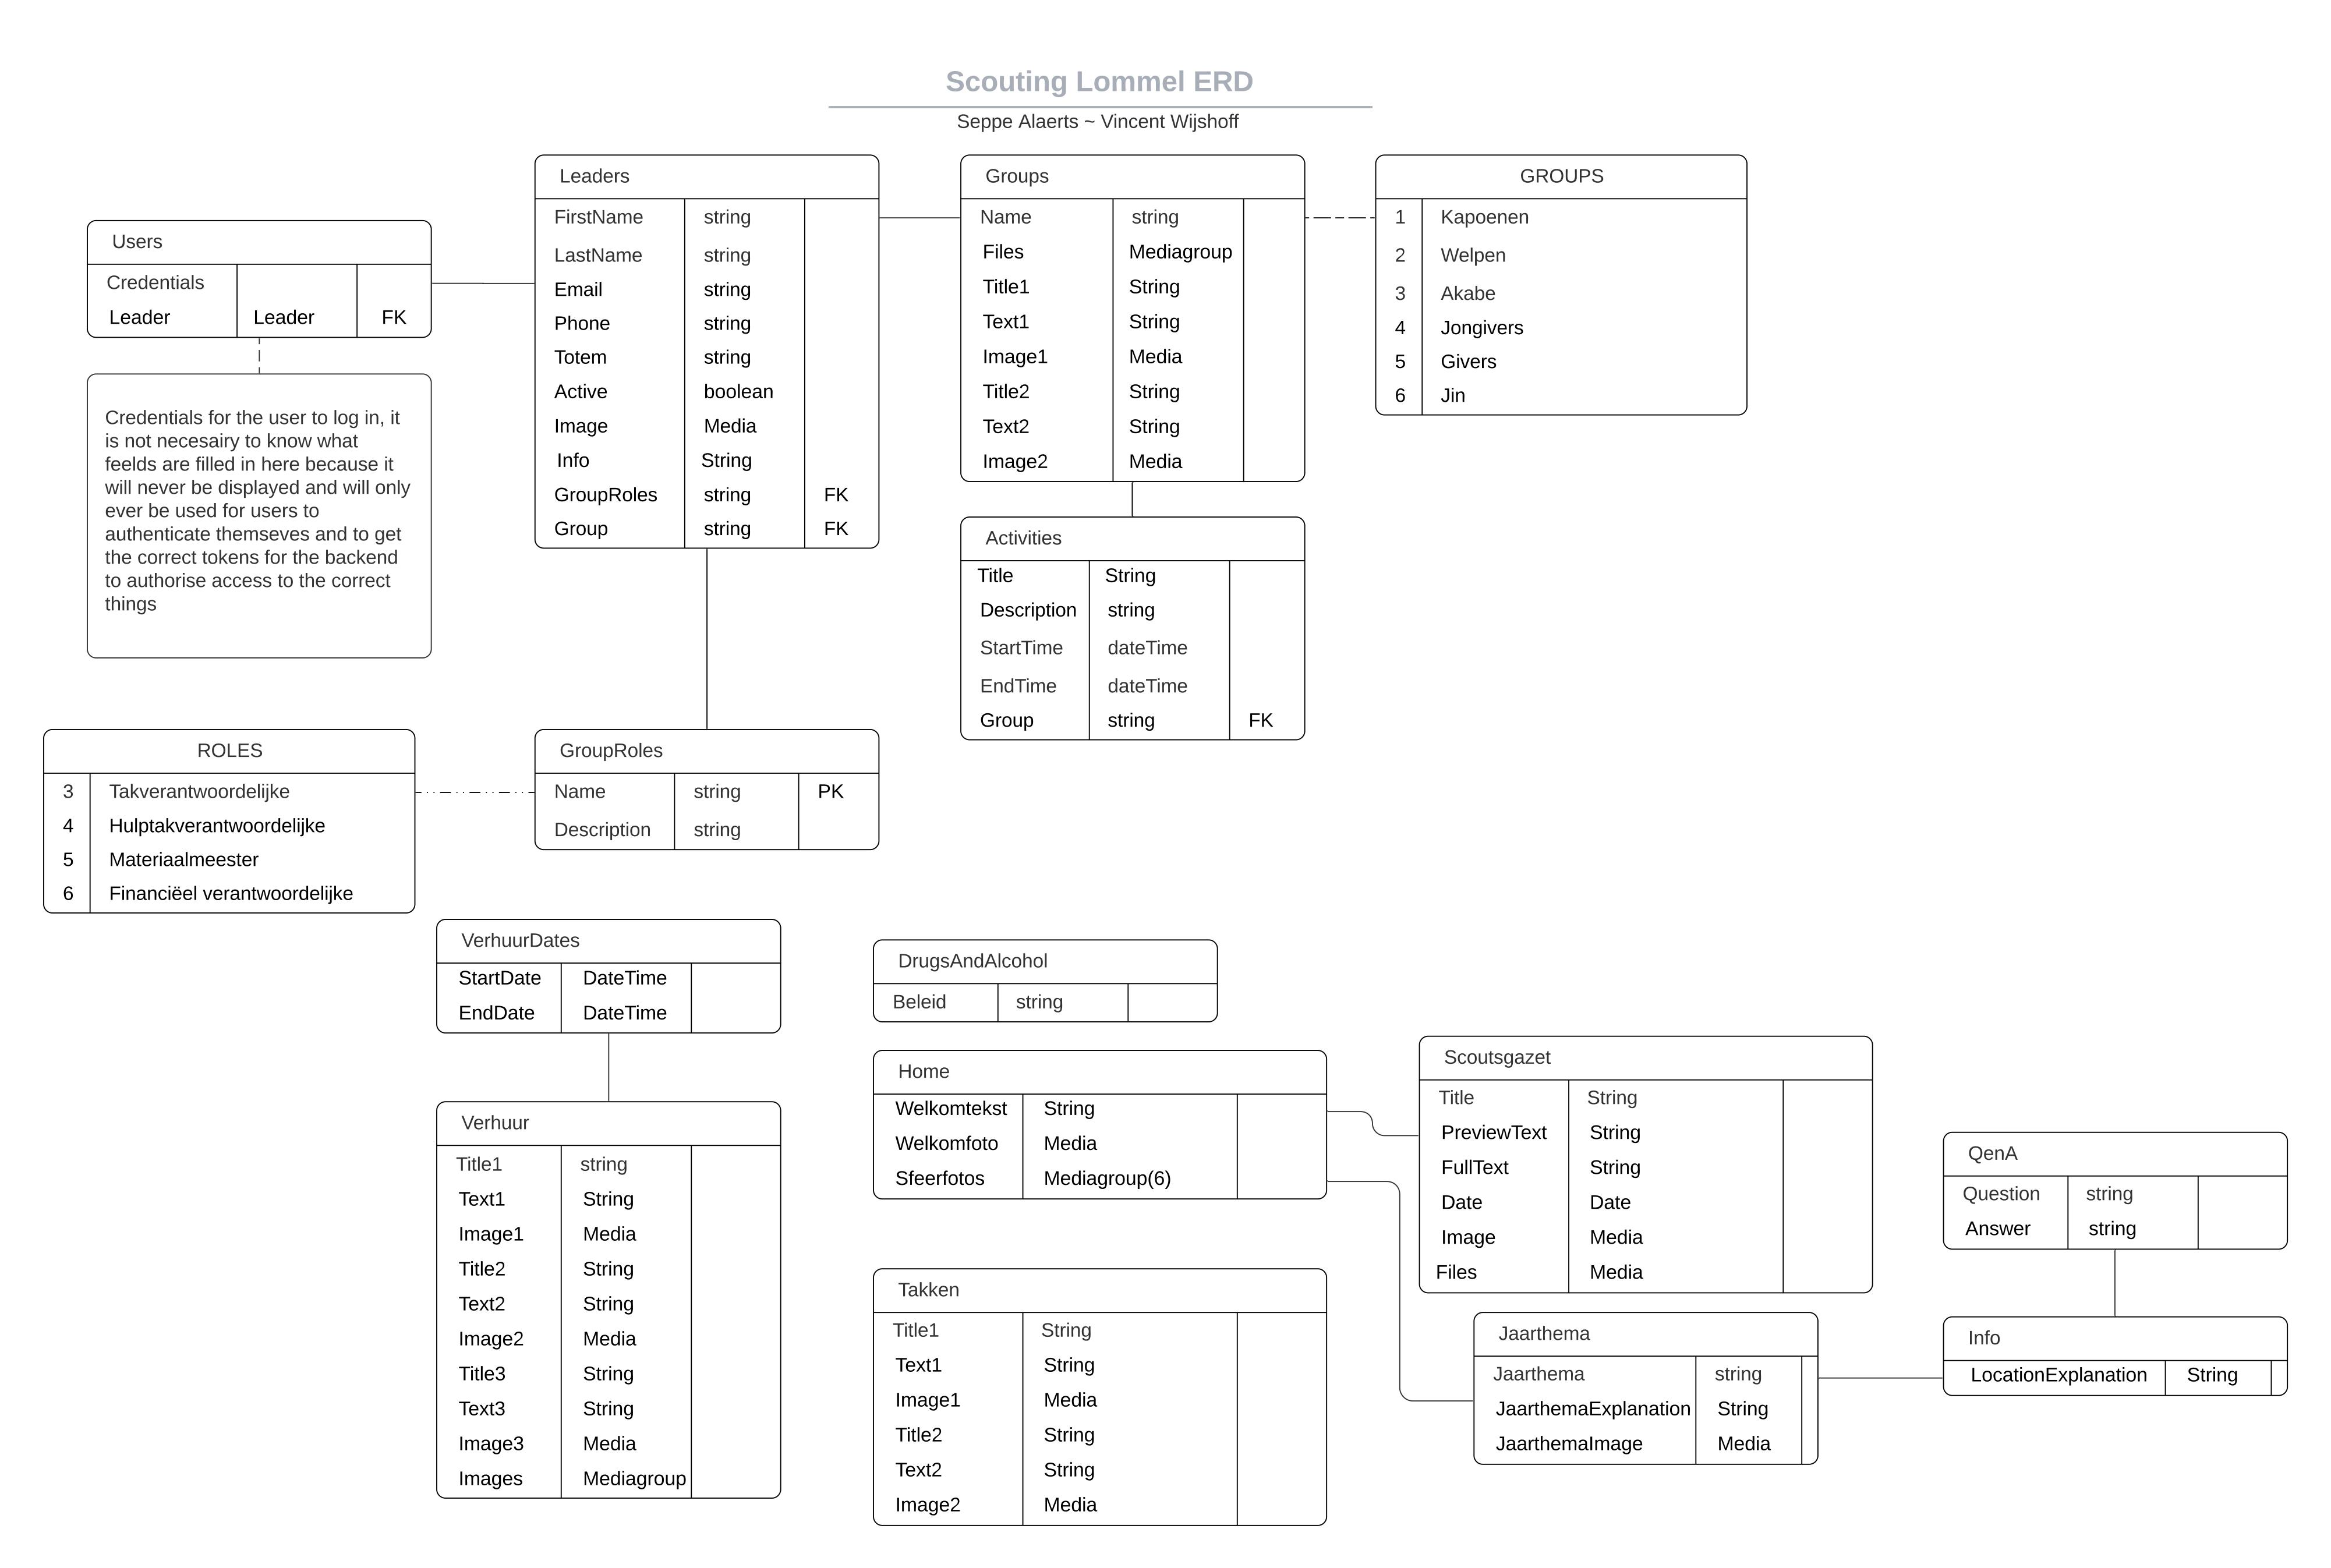 Scouting Lommel ERD
Seppe Alaerts ~ Vincent Wijshoff
Users
Credentials
Leader Leader FK
Credentials for the user to log in, it
is not necesairy to know what
feelds are filled in here because it
will never be displayed and will only
ever be used for users to
authenticate themseves and to get
the correct tokens for the backend
to authorise access to the correct
things
Leaders
FirstName string
LastName string
Email string
Phone string
Totem string
Active boolean
Image Media
Info String
GroupRoles string FK
Group string FK
Groups
Name string
Files Mediagroup
Title1 String
Text1 String
Image1 Media
Title2 String
Text2 String
Image2 Media
GROUPS
1 Kapoenen
2 Welpen
3 Akabe
4 Jongivers
5 Givers
6 Jin
Activities
Title String
Description string
StartTime dateTime
EndTime dateTime
Group string FK
ROLES
3 Takverantwoordelijke
4 Hulptakverantwoordelijke
5 Materiaalmeester
6 Financiëel verantwoordelijke
GroupRoles
Name string PK
Description string
VerhuurDates
StartDate DateTime
EndDate DateTime
Verhuur
Title1 string
Text1 String
Image1 Media
Title2 String
Text2 String
Image2 Media
Title3 String
Text3 String
Image3 Media
Images Mediagroup
DrugsAndAlcohol
Beleid string
Home
Welkomtekst String
Welkomfoto Media
Sfeerfotos Mediagroup(6)
Takken
Title1 String
Text1 String
Image1 Media
Title2 String
Text2 String
Image2 Media
Scoutsgazet
Title String
PreviewText String
FullText String
Date Date
Image Media
Files Media
Jaarthema
Jaarthema string
JaarthemaExplanation String
JaarthemaImage Media
QenA
Question string
Answer string
Info
LocationExplanation String